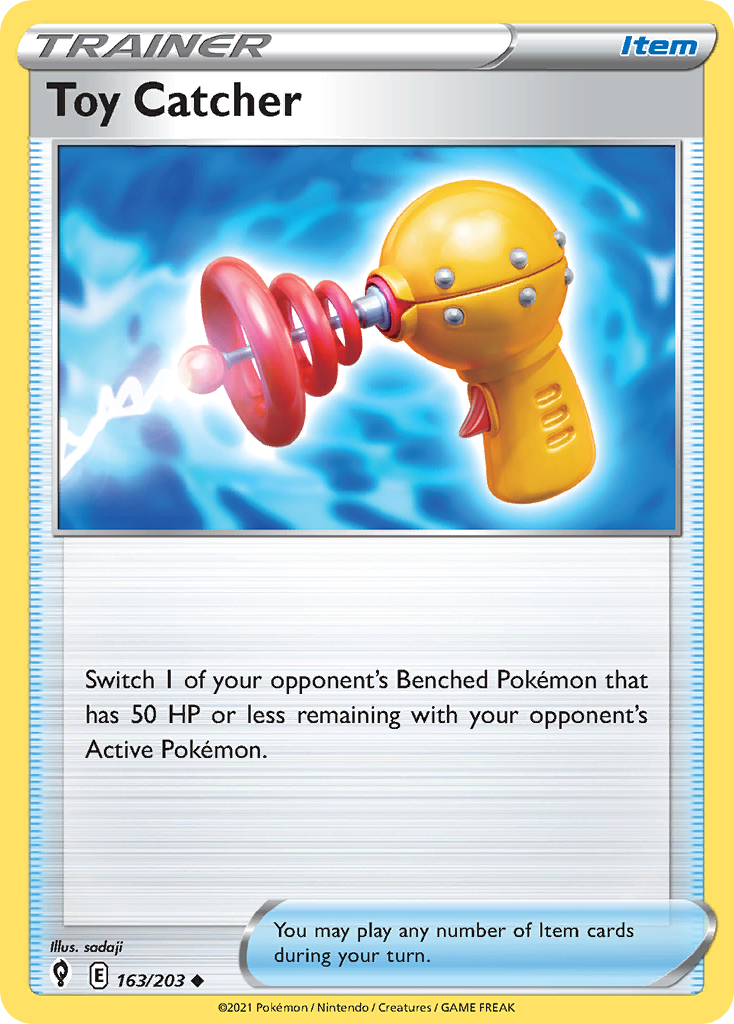 TRAINER
Item
Toy Catcher
Switch 1 of your opponent's Benched Pokémon that
has 50 HP or less remaining with your opponent's
Active Pokémon.
You may play any number of Item cards
during your turn.
Illus. sadaji
E 163/203
©2021 Pokémon / Nintendo / Creatures / GAME FREAK